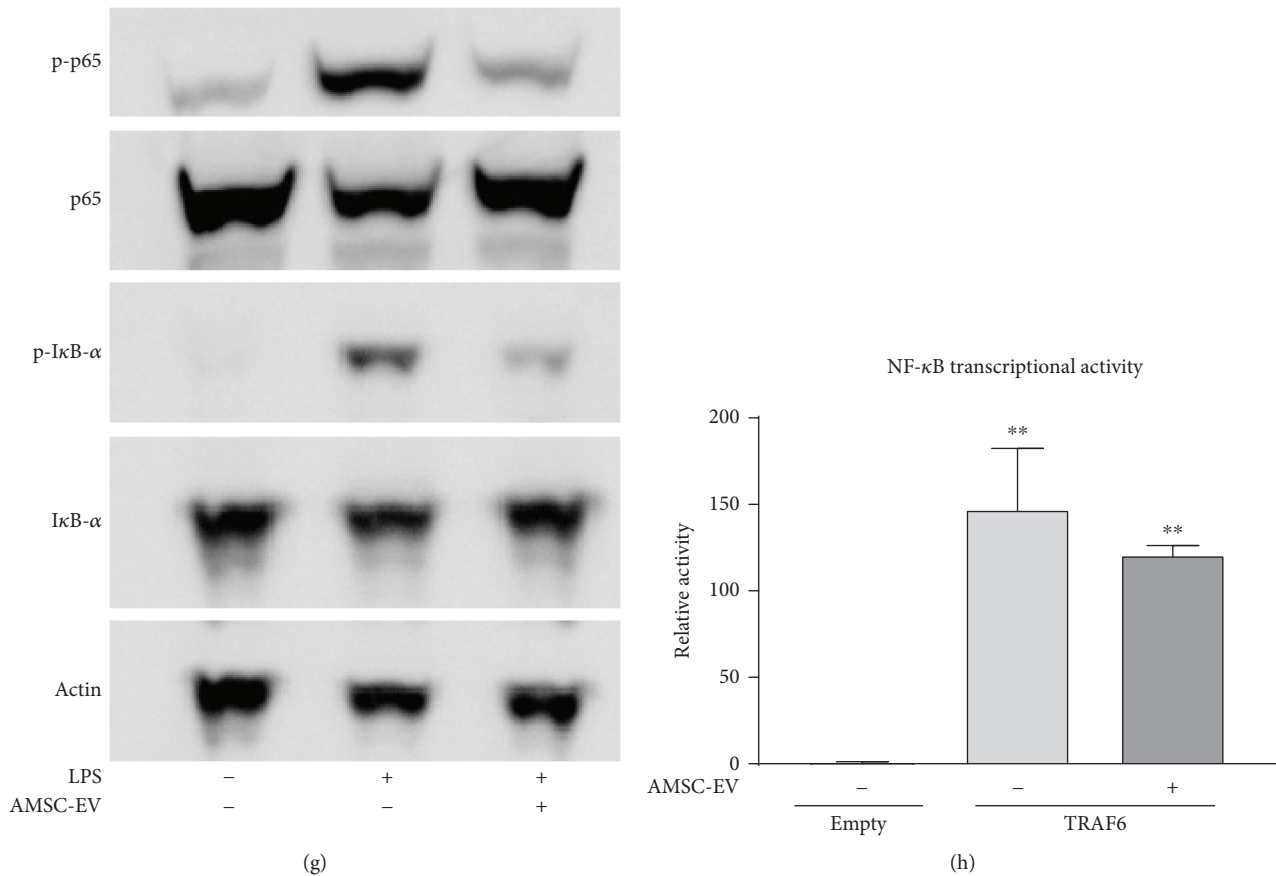 p-p65
p65
p-IκB-α
IκB-α
Actin
LPS – + +
AMSC-EV – – +
(g)
NF-κB transcriptional activity
Relative activity
200
150
100
50
0
** **
AMSC-EV – – +
Empty TRAF6
(h)